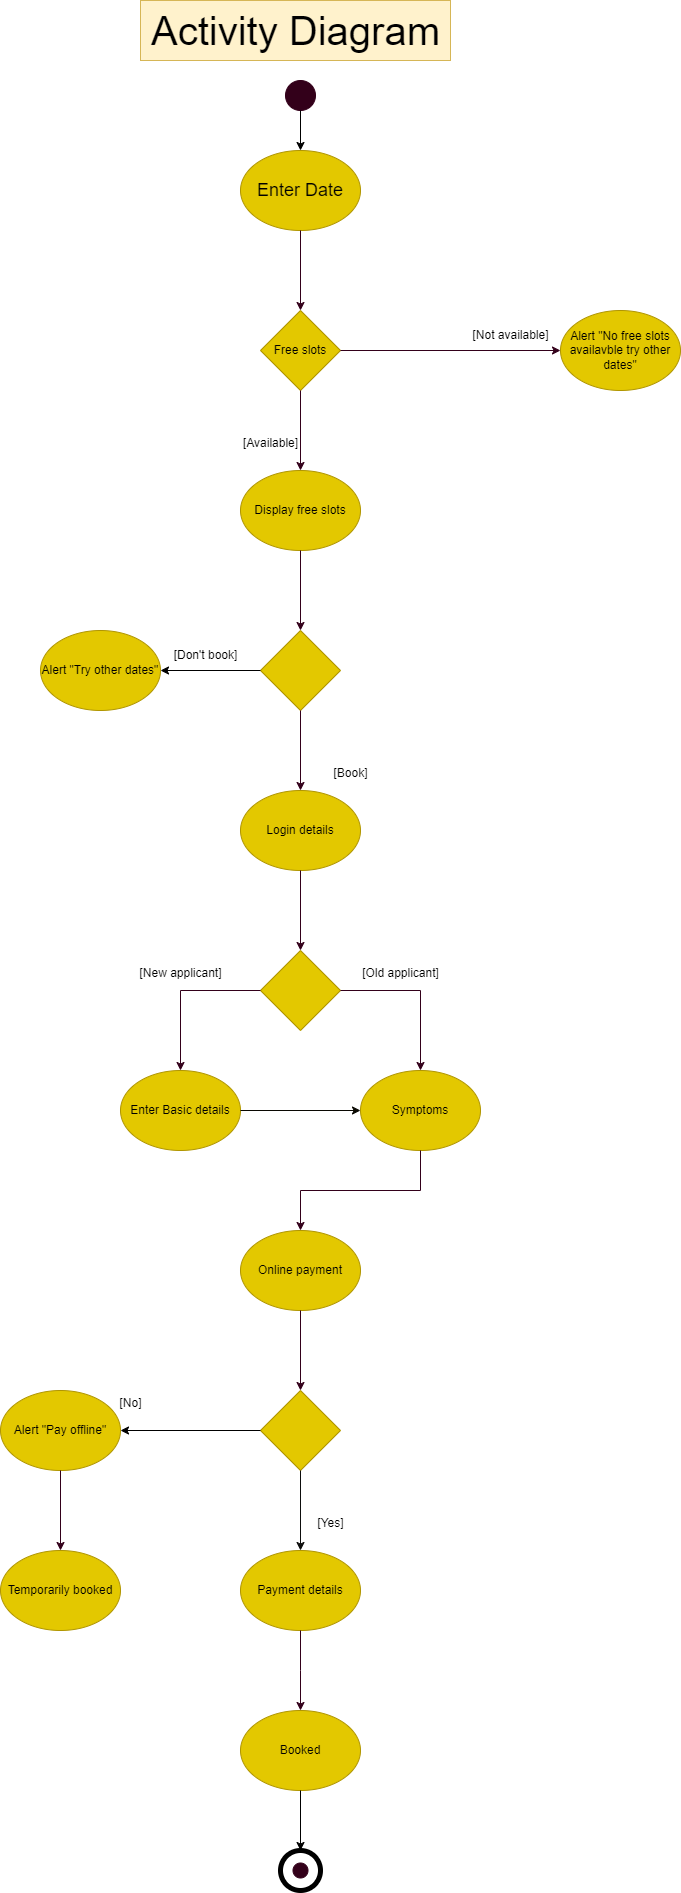 Activity Diagram
Enter Date
Free slots
[Not available]
Alert "No free slots
availavble try other
dates"
[Available]
Display free slots
[Don't book]
Alert "Try other dates"
[Book]
Login details
[New applicant]
[Old applicant]
Enter Basic details
Symptoms
Online payment
[No]
Alert "Pay offline"
[Yes]
Temporarily booked
Payment details
Booked